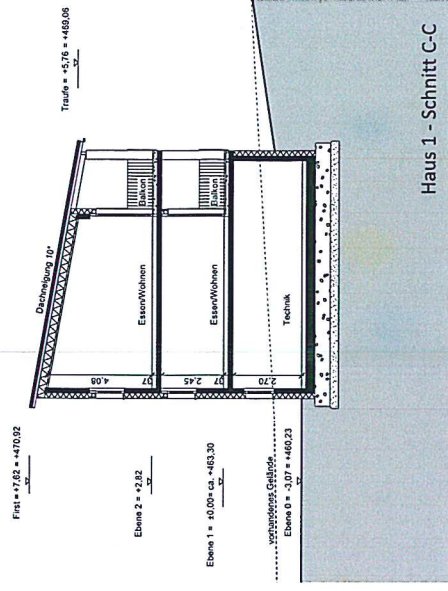 Traufe = +5,76 = +469,06
Dachneigung 10°
First = +7,62 = +470,92
Balkon
Essen/Wohnen
4,08
37
Ebene 2 = +2,82
Balkon
Essen/Wohnen
2,45
37
Ebene 1 = ±0,00= ca. +463,30
Technik
2,70
vorhandenes Gelände
Ebene 0 = -3,07 = +460,23
Haus 1 - Schnitt C-C